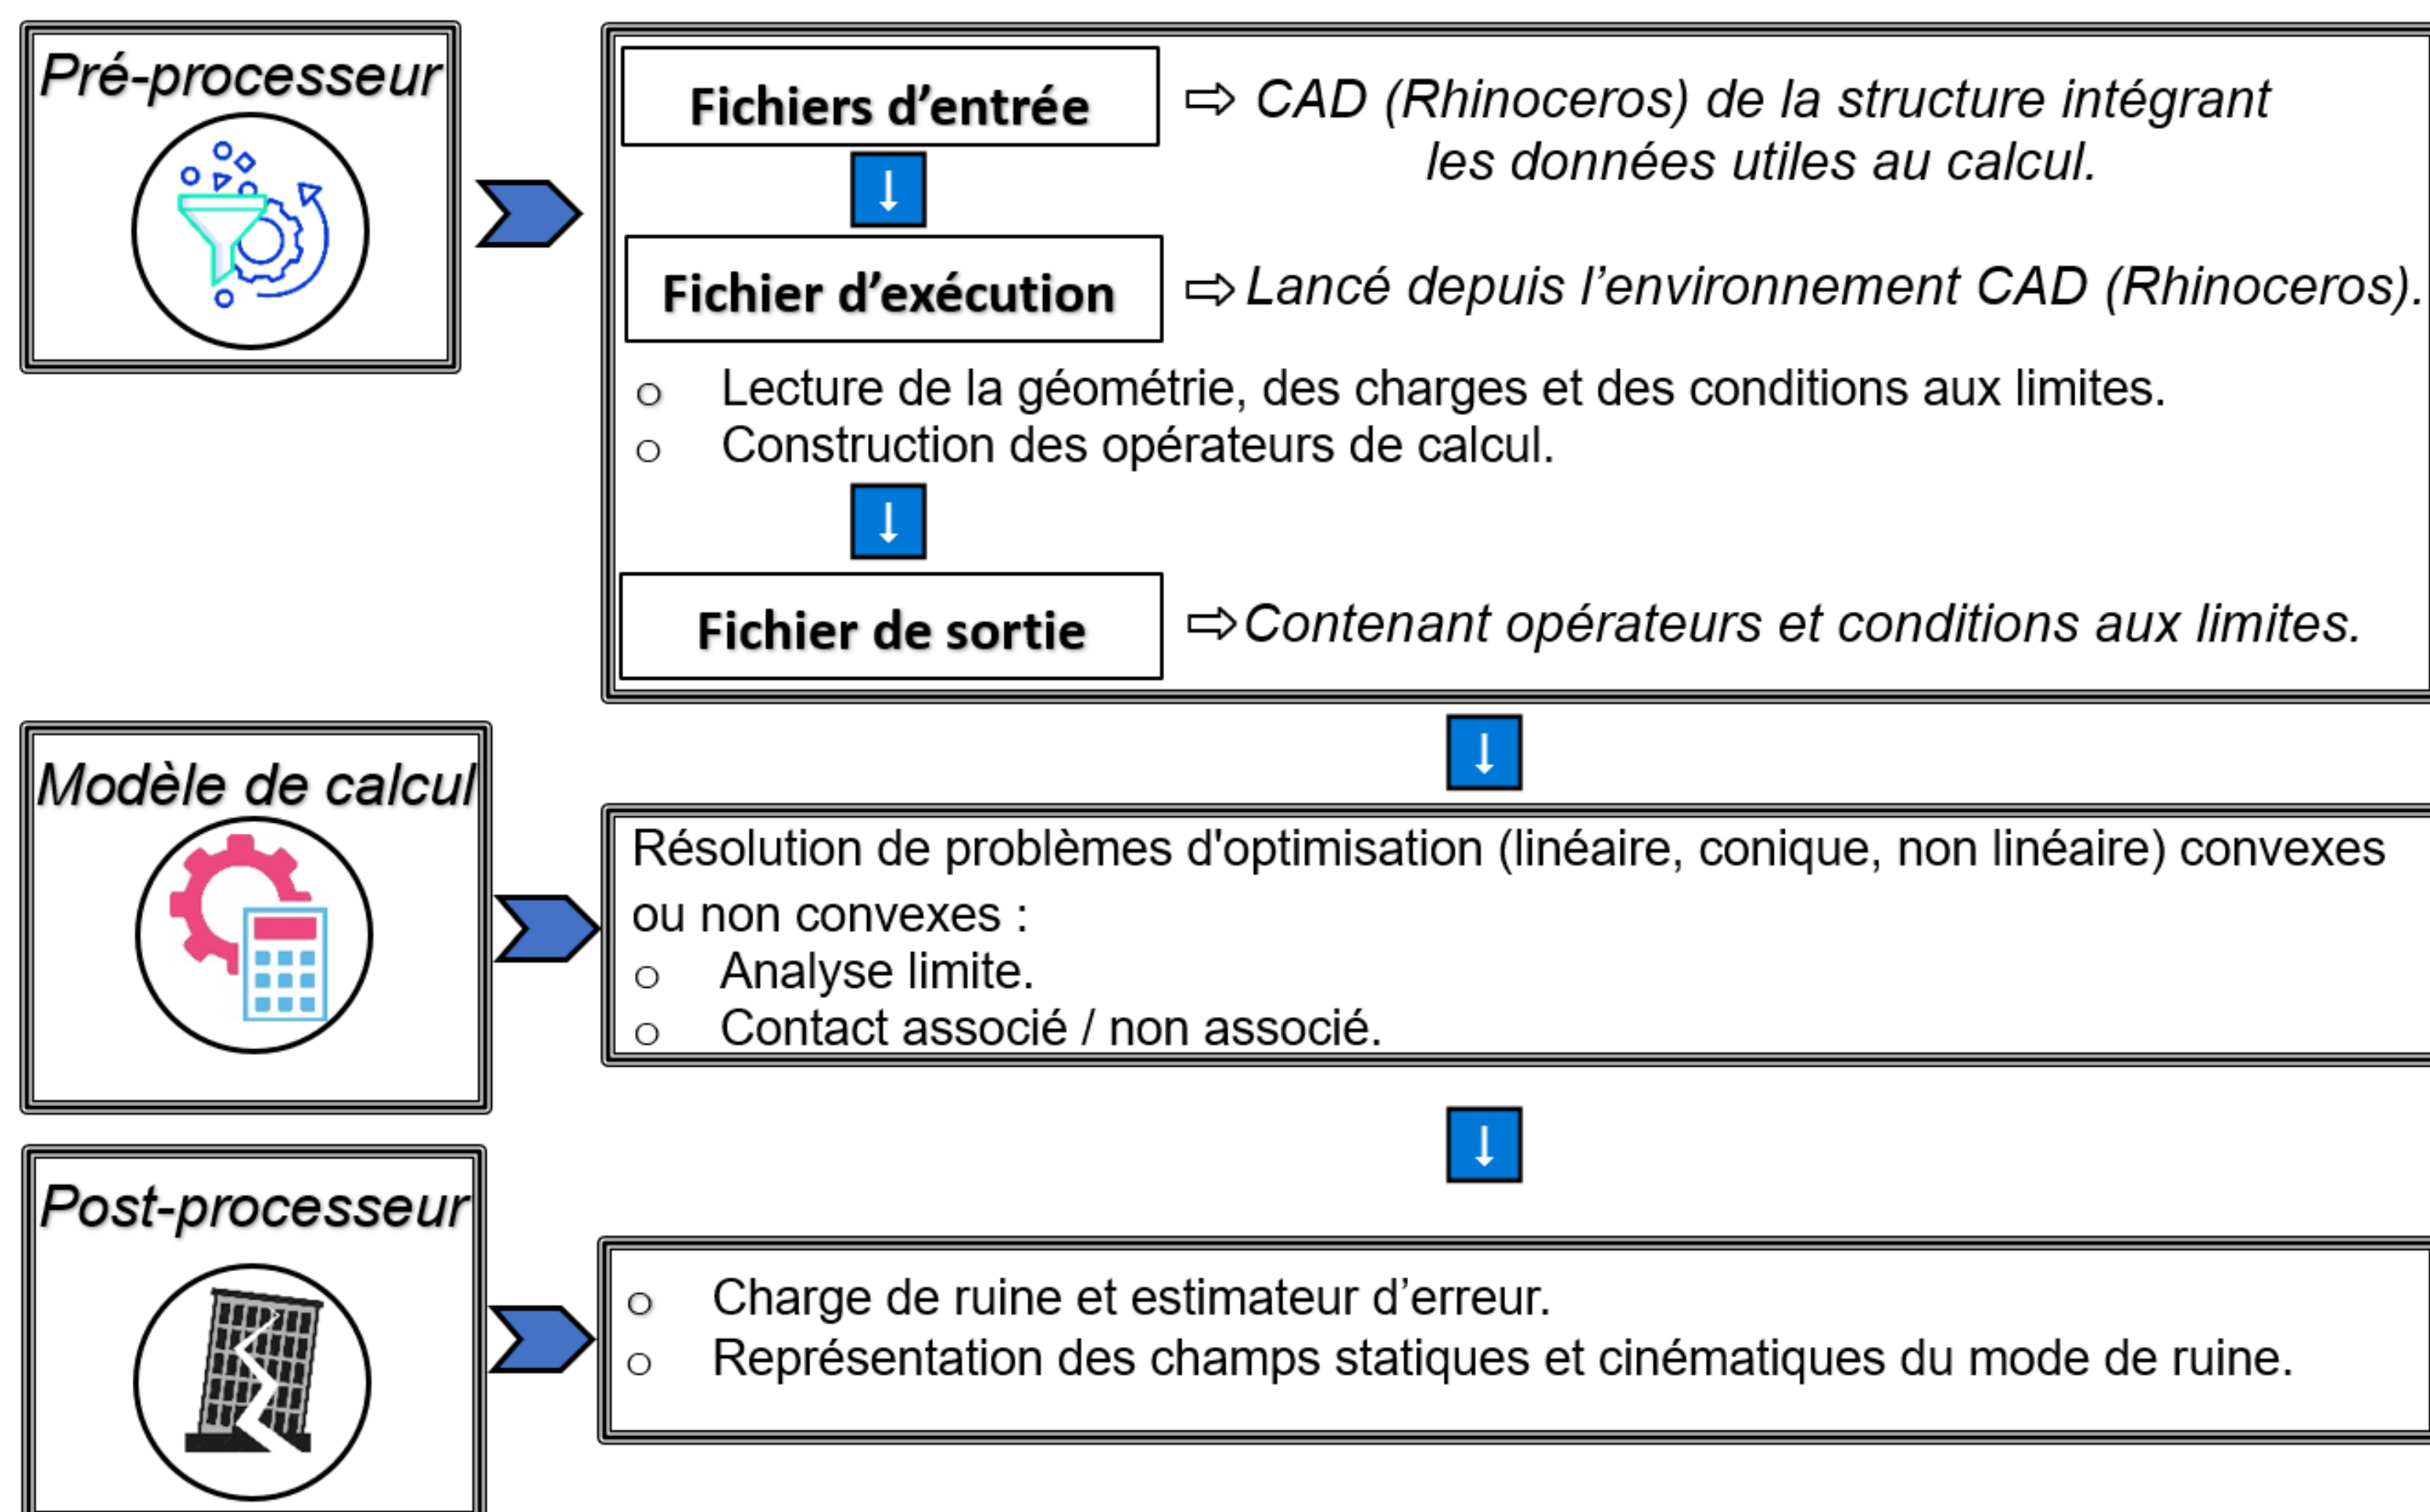 Pré-processeur
Fichiers d’entrée
⇨ CAD (Rhinoceros) de la structure intégrant
les données utiles au calcul.
↓
Fichier d’exécution
⇨ Lancé depuis l’environnement CAD (Rhinoceros).
o Lecture de la géométrie, des charges et des conditions aux limites.
o Construction des opérateurs de calcul.
↓
Fichier de sortie
⇨ Contenant opérateurs et conditions aux limites.
↓
Modèle de calcul
Résolution de problèmes d'optimisation (linéaire, conique, non linéaire) convexes
ou non convexes :
o Analyse limite.
o Contact associé / non associé.
↓
Post-processeur
o Charge de ruine et estimateur d’erreur.
o Représentation des champs statiques et cinématiques du mode de ruine.